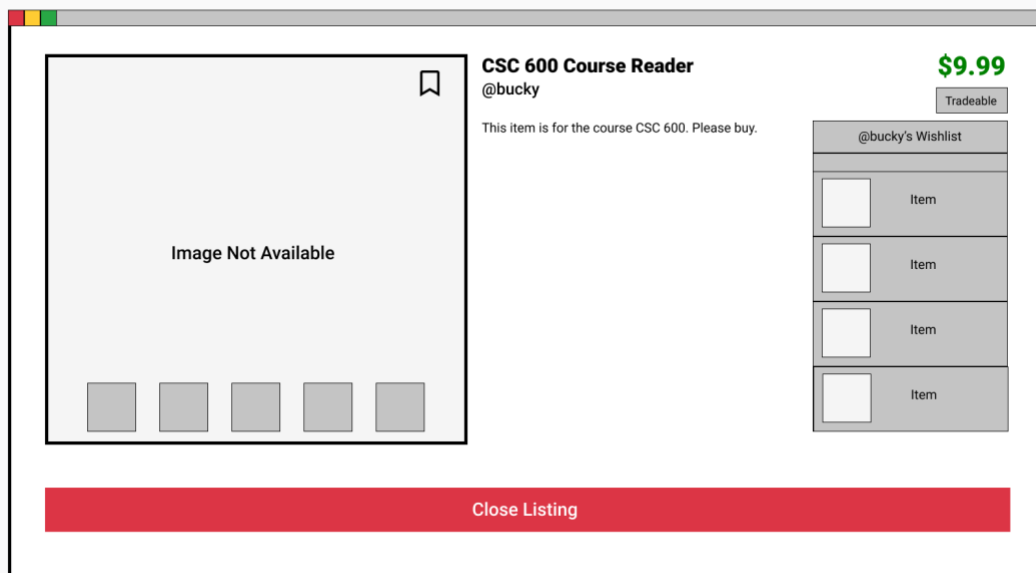 CSC 600 Course Reader
@bucky
This item is for the course CSC 600. Please buy.
$9.99
Tradeable
@bucky's Wishlist
Item
Item
Item
Item
Image Not Available
Close Listing